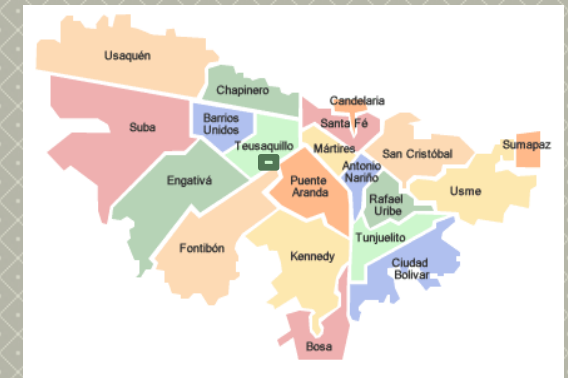 Usaquén
Chapinero
Candelaria
Suba
Barrios
Unidos
Santa Fé
Teusaquillo
Mártires
San Cristóbal
Sumapaz
Antonio
Nariño
Engativá
Puente
Aranda
Usme
Rafael
Uribe
Fontibón
Tunjuelito
Kennedy
Ciudad
Bolivar
Bosa